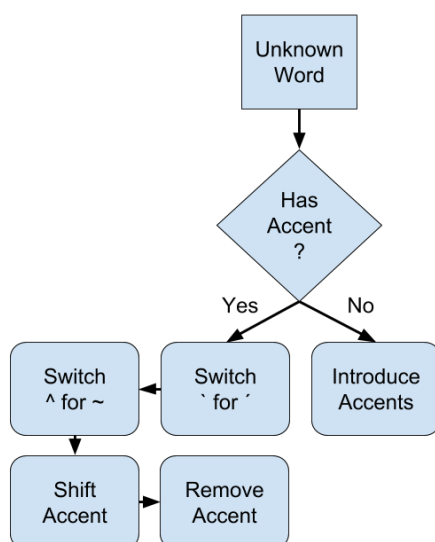 Unknown
Word
Has
Accent
?
Yes
No
Switch
^ for ~
Switch
` for ´
Introduce
Accents
Shift
Accent
Remove
Accent